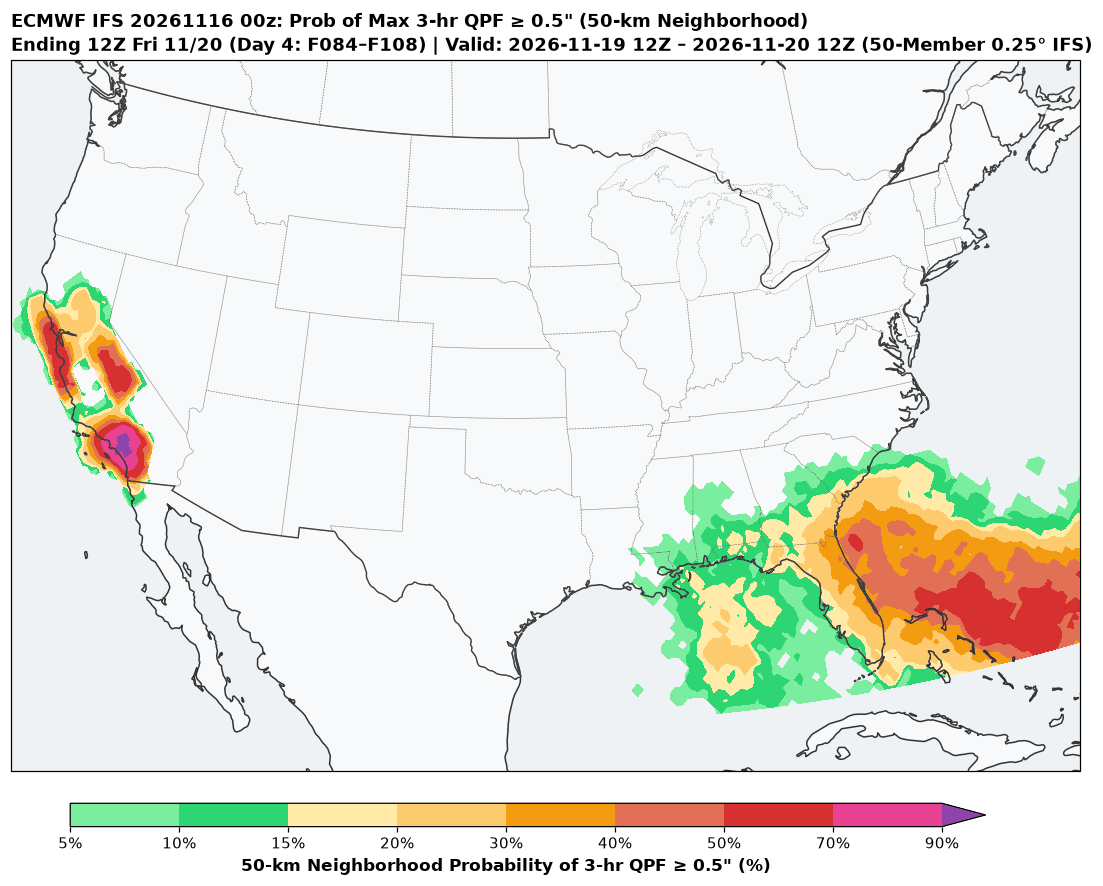 ECMWF IFS 20261116 00z: Prob of Max 3-hr QPF ≥ 0.5" (50-km Neighborhood)
Ending 12Z Fri 11/20 (Day 4: F084–F108) | Valid: 2026-11-19 12Z – 2026-11-20 12Z (50-Member 0.25° IFS)
5% 10% 15% 20% 30% 40% 50% 70% 90%
50-km Neighborhood Probability of 3-hr QPF ≥ 0.5" (%)